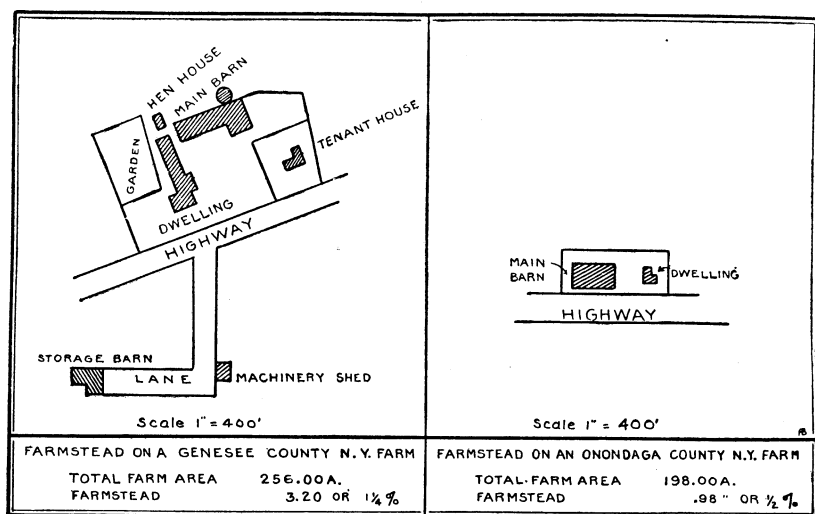 HEN HOUSE
MAIN BARN
GARDEN
TENANT HOUSE
DWELLING
HIGHWAY
STORAGE BARN
LANE
MACHINERY SHED
Scale 1" = 400'
FARMSTEAD ON A GENESEE COUNTY N.Y. FARM
TOTAL FARM AREA 256.00A.
FARMSTEAD 3.20 OR 1¼ %
MAIN
BARN
DWELLING
HIGHWAY
Scale 1" = 400'
FARMSTEAD ON AN ONONDAGA COUNTY N.Y. FARM
TOTAL FARM AREA 198.00A.
FARMSTEAD .98 " OR ½ %